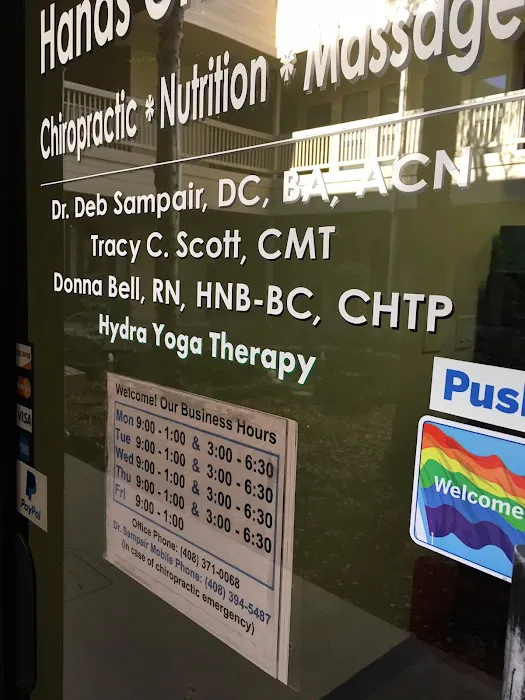 Hands
Chiropractic * Nutrition * Massage
Dr. Deb Sampair, DC, BA, ACN
Tracy C. Scott, CMT
Donna Bell, RN, HNB-BC, CHTP
Hydra Yoga Therapy
Welcome! Our Business Hours
Mon 9:00 - 1:00 & 3:00 - 6:30
Tue 9:00 - 1:00 & 3:00 - 6:30
Wed 9:00 - 1:00 & 3:00 - 6:30
Thu 9:00 - 1:00 & 3:00 - 6:30
Fri 9:00 - 1:00
Office Phone: (408) 371-0068
Dr. Sampair Mobile Phone: (408) 394-5487
(in case of chiropractic emergency)
VISA
PayPal
Push
Welcome